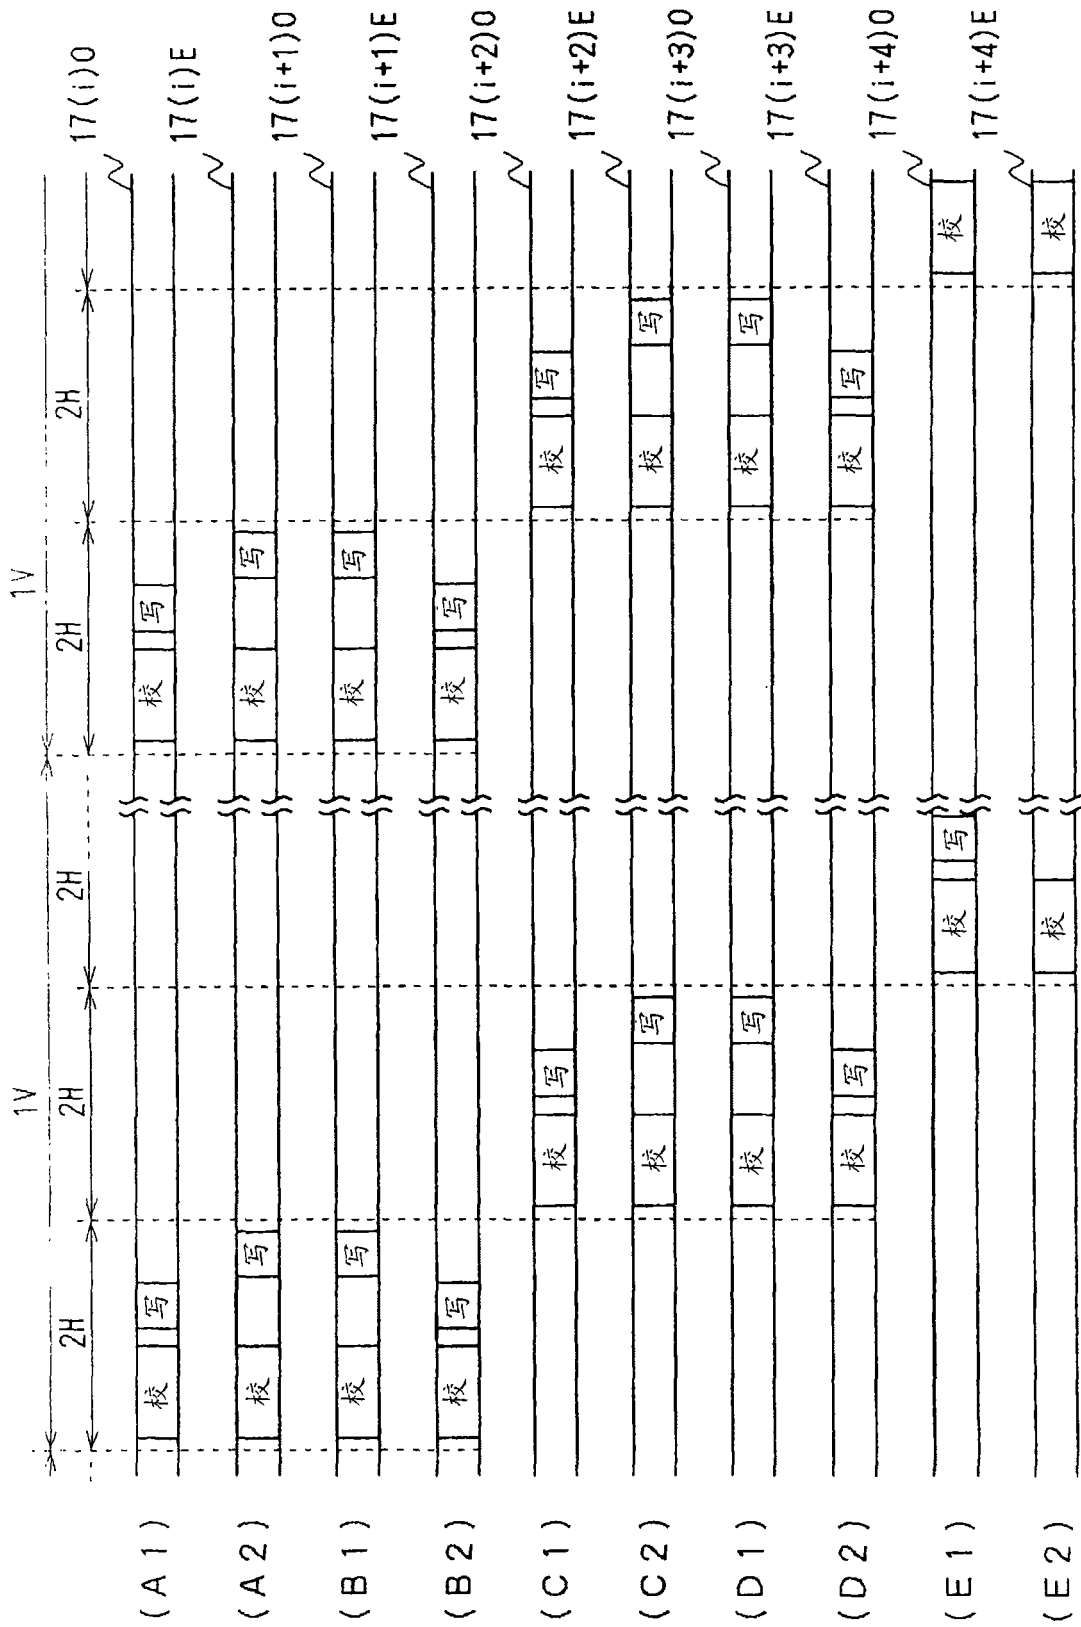 1V 1V
2H 2H 2H 2H 2H
(A1) 校 写 校 写 17(i)O
(A2) 校 写 校 写 17(i)E
(B1) 校 写 校 写 17(i+1)O
(B2) 校 写 校 写 17(i+1)E
(C1) 校 写 校 写 17(i+2)O
(C2) 校 写 校 写 17(i+2)E
(D1) 校 写 校 写 17(i+3)O
(D2) 校 写 校 写 17(i+3)E
(E1) 校 写 校 17(i+4)O
(E2) 校 校 17(i+4)E